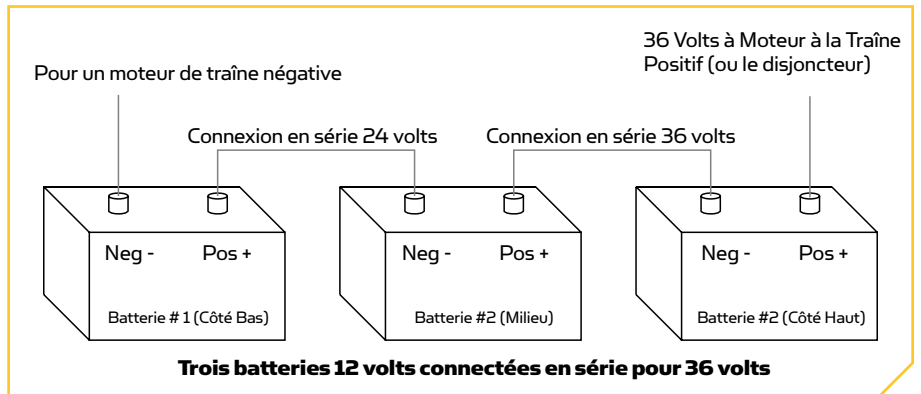 36 Volts à Moteur à la Traîne
Positif (ou le disjoncteur)
Pour un moteur de traîne négative
Connexion en série 24 volts
Connexion en série 36 volts
Neg -
Pos +
Neg -
Pos +
Neg -
Pos +
Batterie # 1 (Côté Bas)
Batterie #2 (Milieu)
Batterie #2 (Côté Haut)
Trois batteries 12 volts connectées en série pour 36 volts